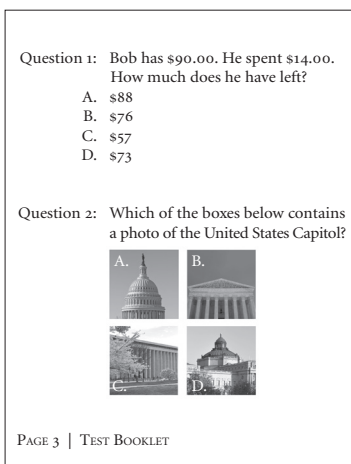 Question 1: Bob has $90.00. He spent $14.00.
How much does he have left?
A. $88
B. $76
C. $57
D. $73
Question 2: Which of the boxes below contains
a photo of the United States Capitol?
A. B.
C. D.
PAGE 3 | TEST BOOKLET